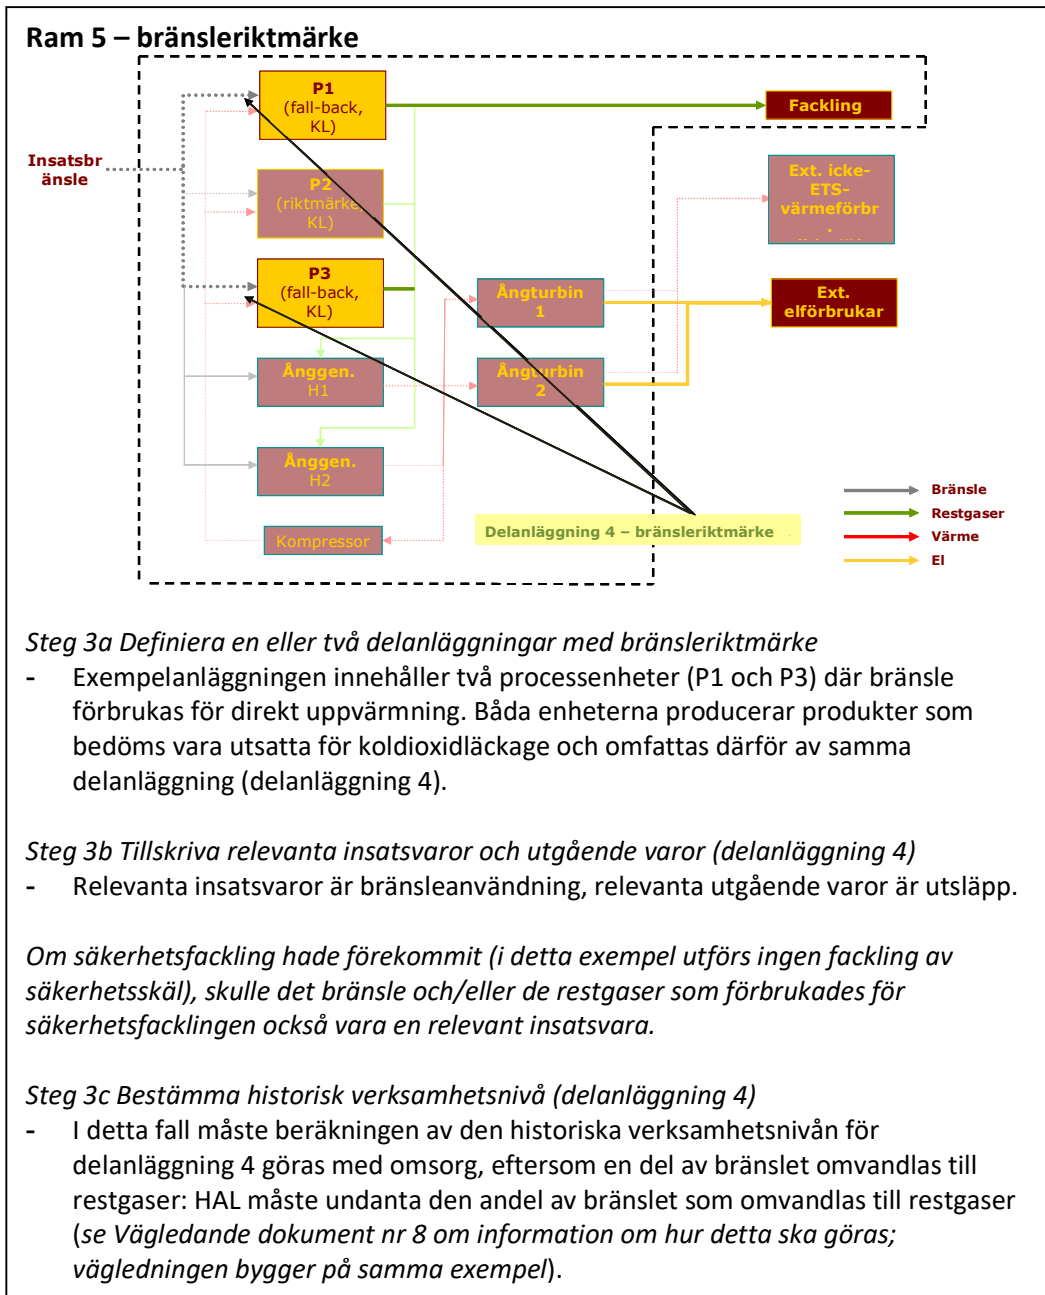 Ram 5 – bränsleriktmärke
P1
(fall-back,
KL)
Fackling
Insatsbr
änsle
P2
(riktmärke,
KL)
Ext. icke-
ETS-
värmeförbr
.
P3
(fall-back,
KL)
Ångturbin
1
Ext.
elförbrukar
Ånggen.
H1
Ångturbin
2
Ånggen.
H2
Bränsle
Restgaser
Värme
El
Kompressor
Delanläggning 4 – bränsleriktmärke
Steg 3a Definiera en eller två delanläggningar med bränsleriktmärke
- Exempelanläggningen innehåller två processenheter (P1 och P3) där bränsle
förbrukas för direkt uppvärmning. Båda enheterna producerar produkter som
bedöms vara utsatta för koldioxidläckage och omfattas därför av samma
delanläggning (delanläggning 4).
Steg 3b Tillskriva relevanta insatsvaror och utgående varor (delanläggning 4)
- Relevanta insatsvaror är bränsleanvändning, relevanta utgående varor är utsläpp.
Om säkerhetsfackling hade förekommit (i detta exempel utförs ingen fackling av
säkerhetsskäl), skulle det bränsle och/eller de restgaser som förbrukades för
säkerhetsfacklingen också vara en relevant insatsvara.
Steg 3c Bestämma historisk verksamhetsnivå (delanläggning 4)
- I detta fall måste beräkningen av den historiska verksamhetsnivån för
delanläggning 4 göras med omsorg, eftersom en del av bränslet omvandlas till
restgaser: HAL måste undanta den andel av bränslet som omvandlas till restgaser
(se Vägledande dokument nr 8 om information om hur detta ska göras;
vägledningen bygger på samma exempel).